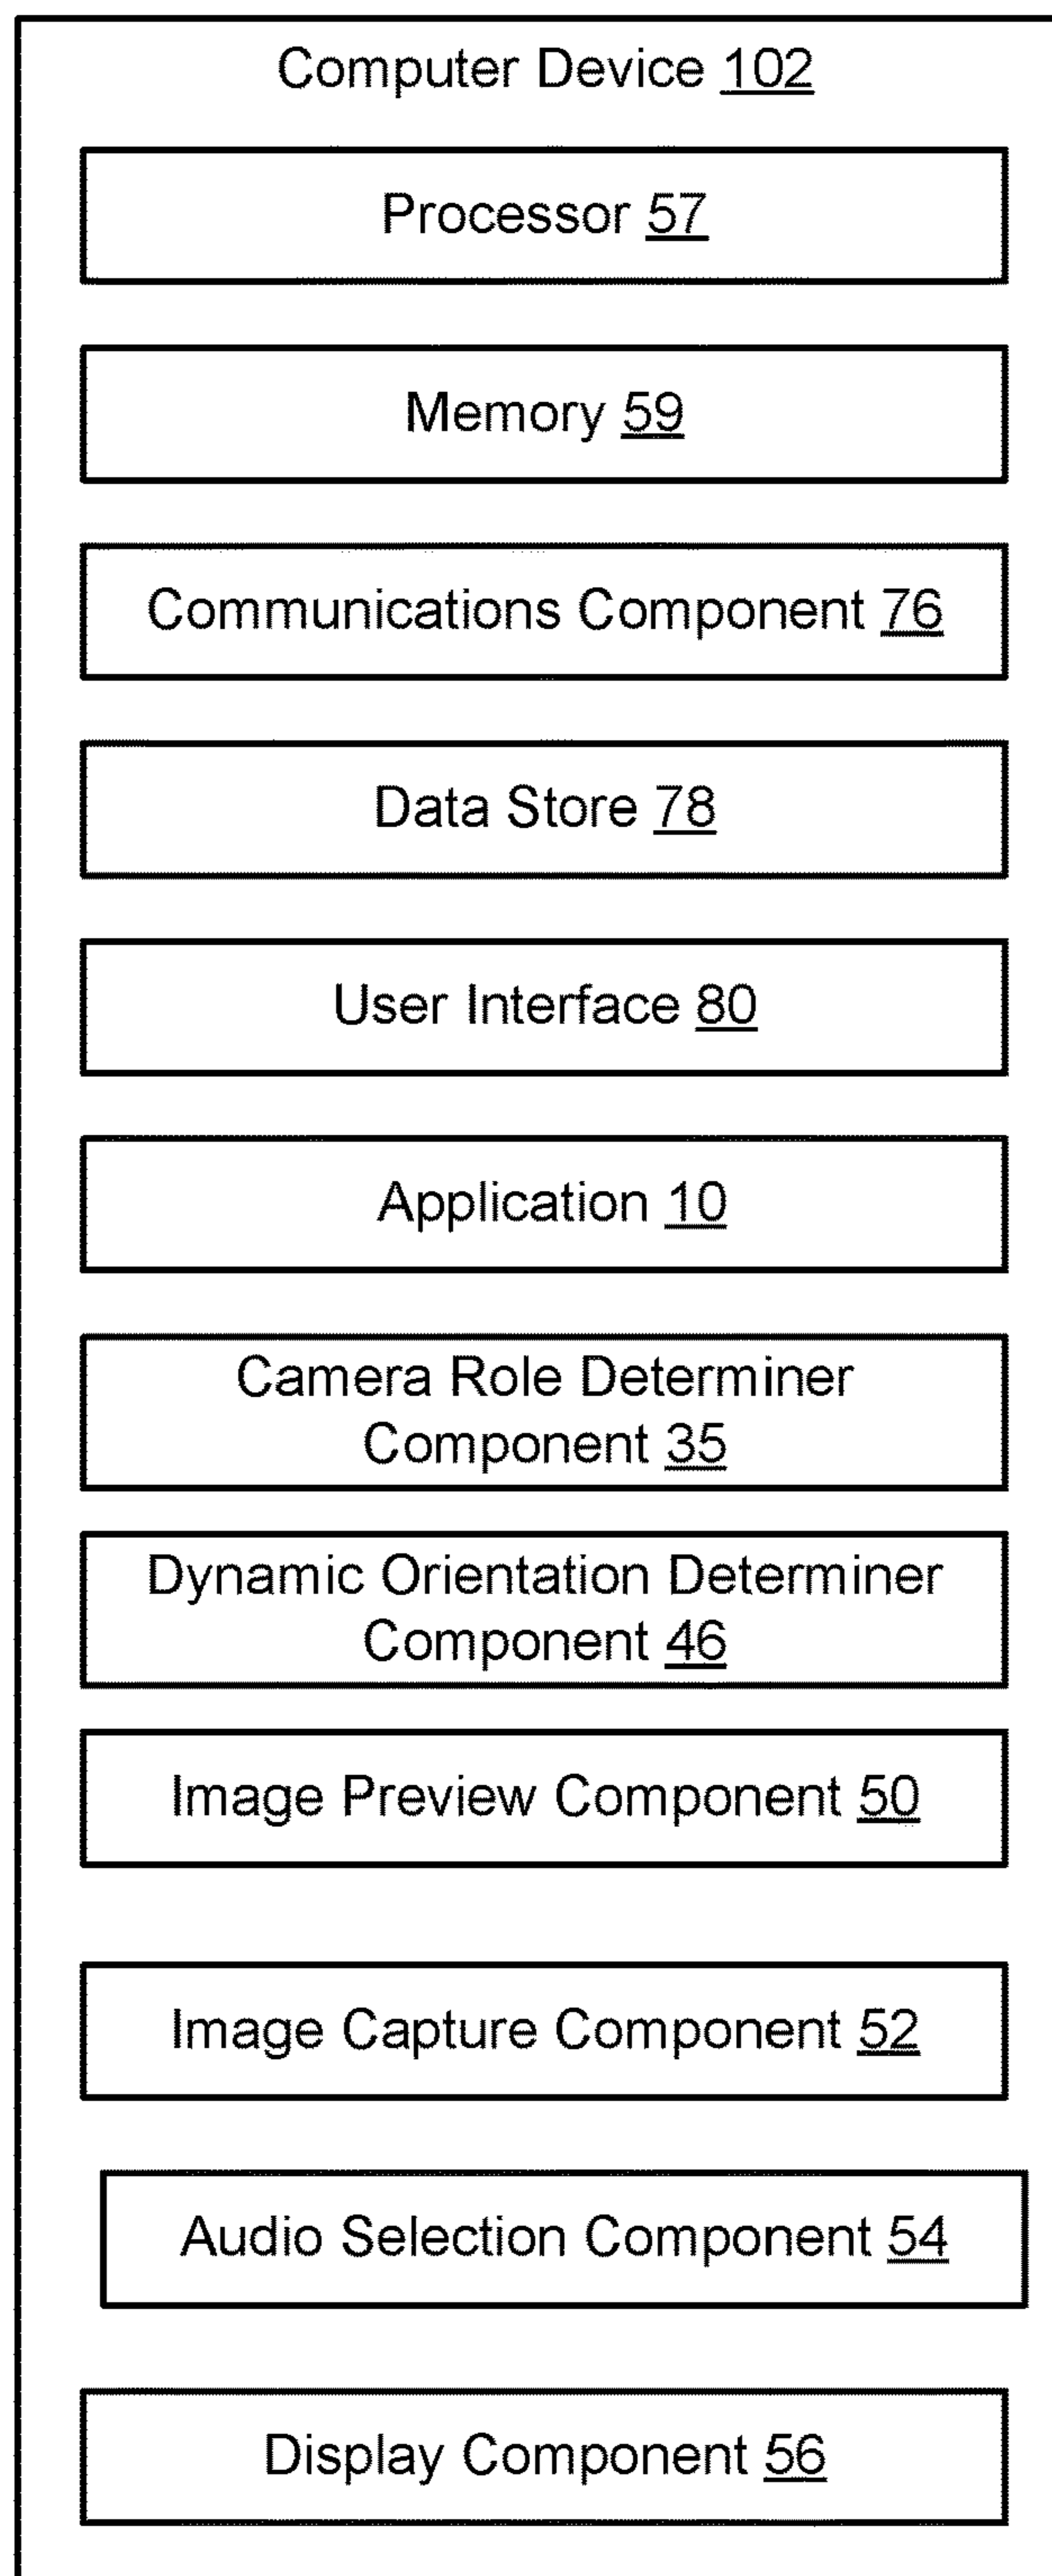 Computer Device 102
Processor 57
Memory 59
Communications Component 76
Data Store 78
User Interface 80
Application 10
Camera Role Determiner
Component 35
Dynamic Orientation Determiner
Component 46
Image Preview Component 50
Image Capture Component 52
Audio Selection Component 54
Display Component 56